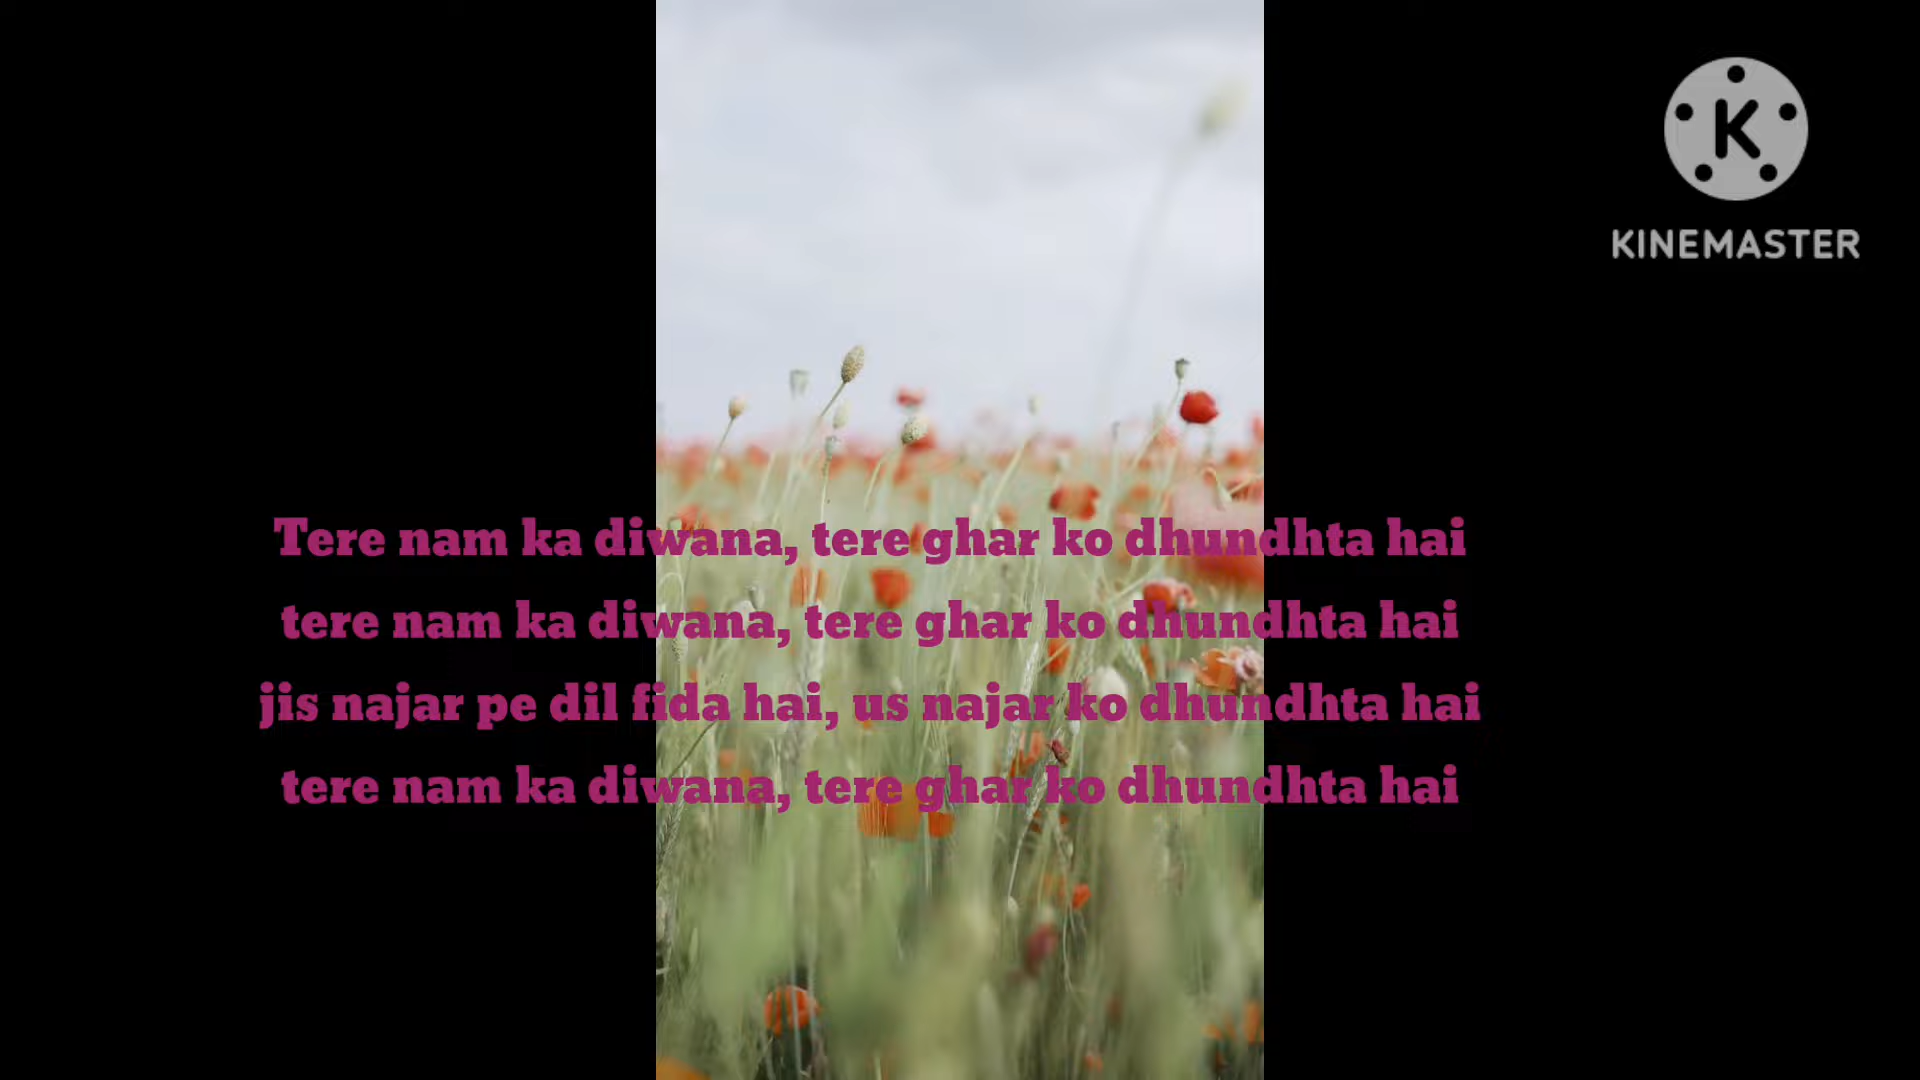 K
KINEMASTER
Tere nam ka diwana, tere ghar ko dhundhta hai
tere nam ka diwana, tere ghar ko dhundhta hai
jis najar pe dil fida hai, us najar ko dhundhta hai
tere nam ka diwana, tere ghar ko dhundhta hai